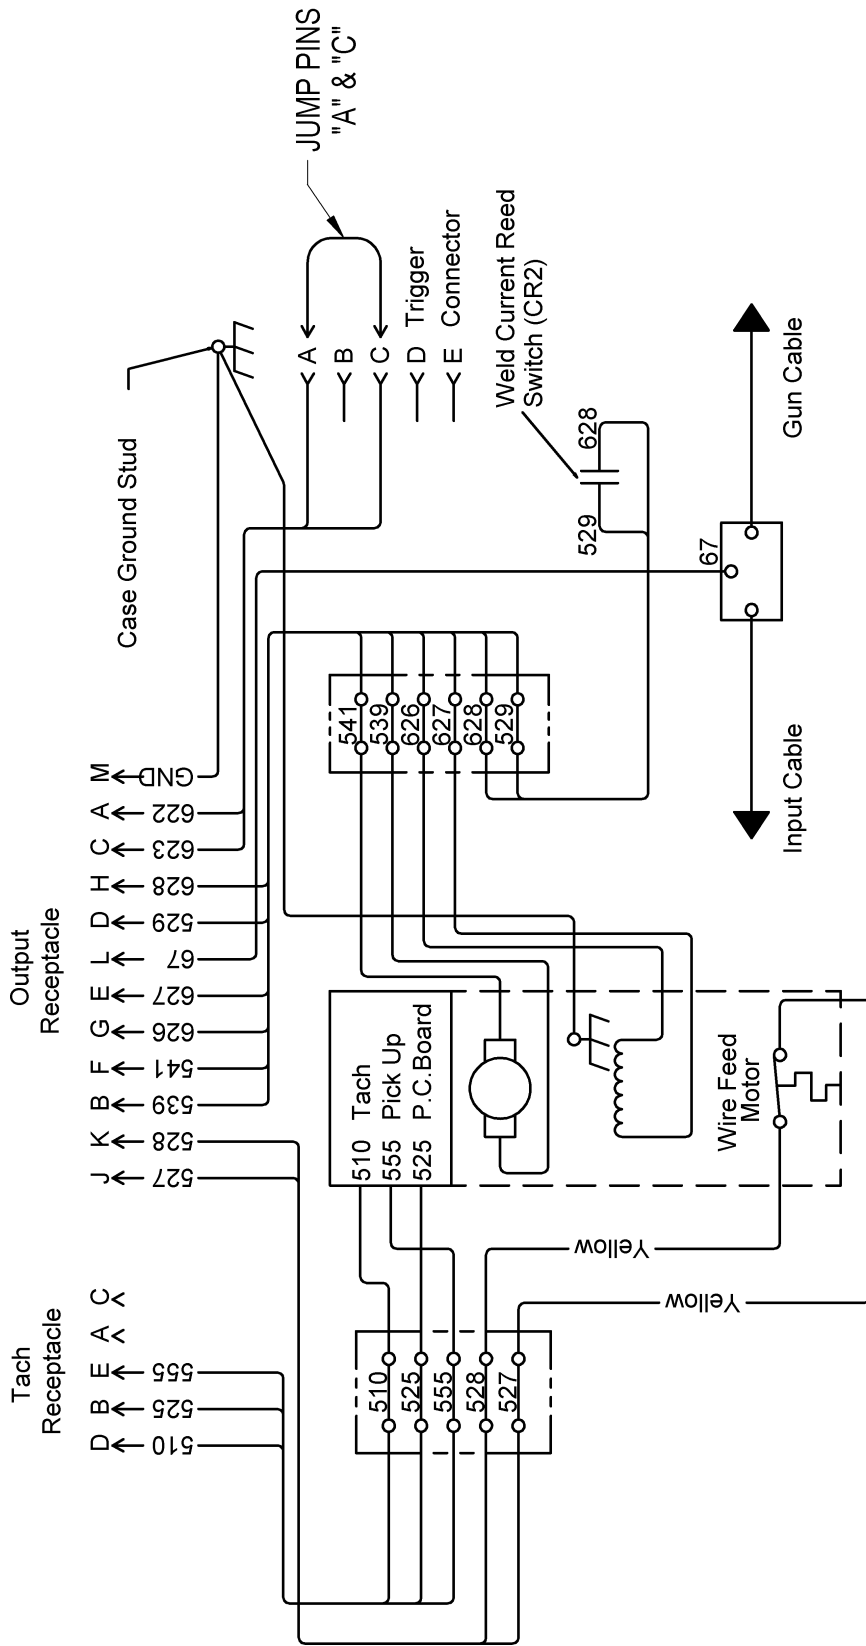 Tach
Receptacle
D B E A C
510 525 555
Output
Receptacle
J K B F G E L D H C A M
527 528 539 541 626 627 67 529 628 623 622 GND
Case Ground Stud
JUMP PINS
"A" & "C"
A
B
C
D Trigger
E Connector
510
525
555
528
527
510 Tach
555 Pick Up
525 P.C.Board
541
539
626
627
628
529
Weld Current Reed
Switch (CR2)
529 628
Yellow
Yellow
Wire Feed
Motor
67
Input Cable
Gun Cable